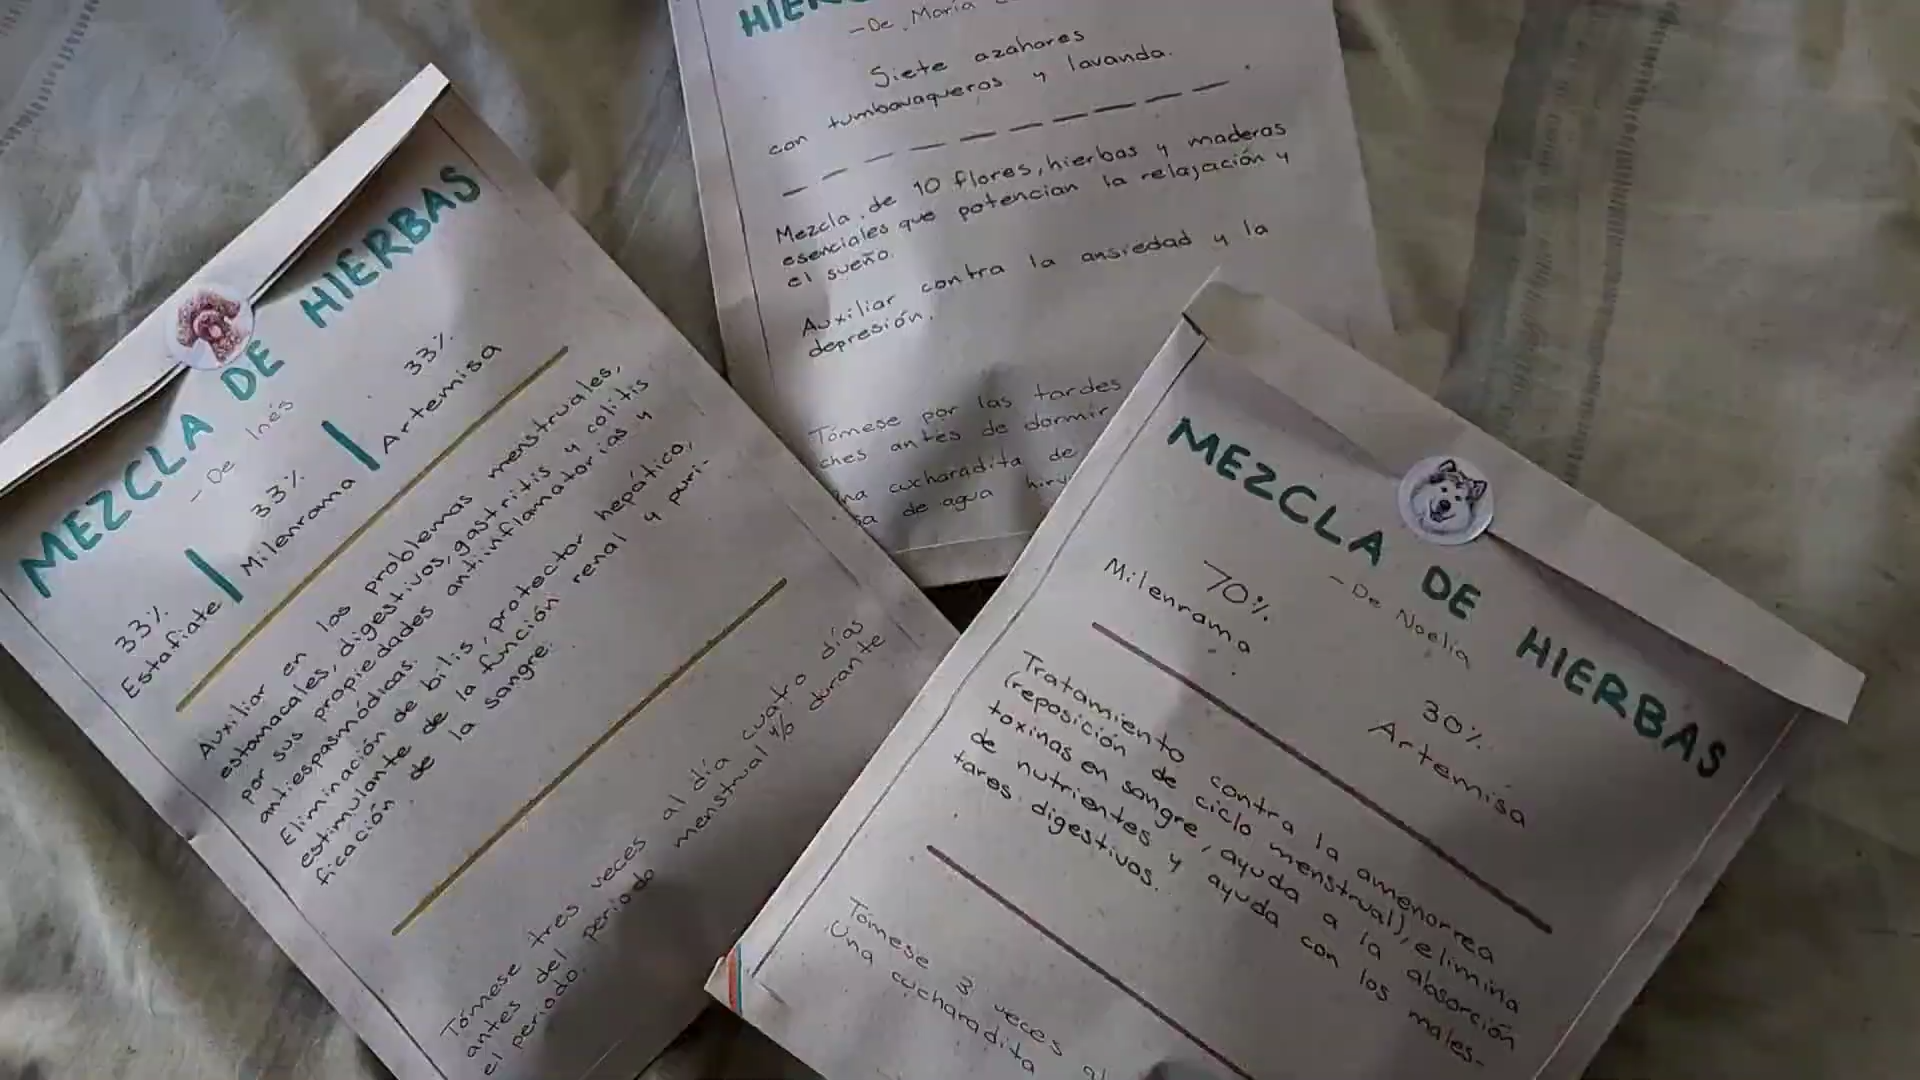 MEZCLA DE HIERBAS
- De Inés
33% 33% 33%
Estafiate | Milenrama | Artemisa
Auxiliar en los problemas menstruales,
estomacales, digestivos, gastritis y colitis
por sus propiedades antiinflamatorias y
antiespasmódicas.
Eliminación de bilis, protector hepático,
estimulante de la función renal y puri-
ficación de la sangre.
Tómese tres veces al día cuatro días
antes del periodo menstrual y/o durante
el periodo.
- De María
Siete azahares
con tumbavaqueros y lavanda.
Mezcla de 10 flores, hierbas y maderas
esenciales que potencian la relajación y
el sueño.
Auxiliar contra la ansiedad y la
depresión.
Tómese por las tardes
ches antes de dormir
na cucharadita de
sa de agua
MEZCLA DE HIERBAS
- De Noelia
70% 30%
Milenrama Artemisa
Tratamiento contra la amenorrea
(reposición de ciclo menstrual), elimina
toxinas en sangre, ayuda a la absorción
de nutrientes y ayuda con los males-
tares digestivos.
Tómese 3 veces al
Una cucharadita